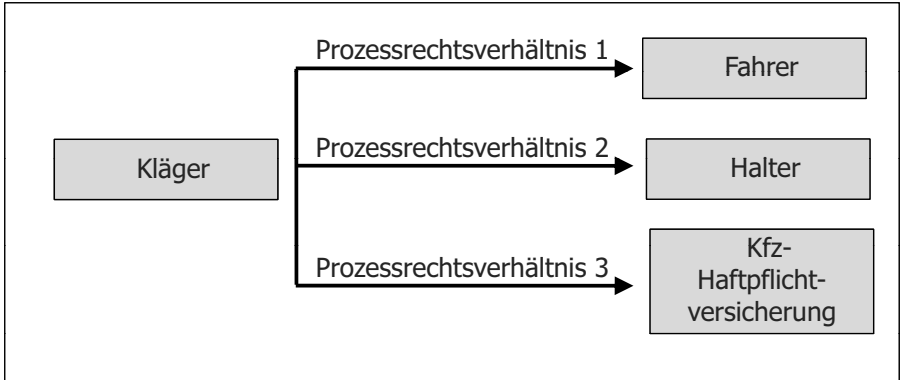 Prozessrechtsverhältnis 1
Fahrer
Prozessrechtsverhältnis 2
Kläger
Halter
Prozessrechtsverhältnis 3
Kfz-
Haftpflicht-
versicherung